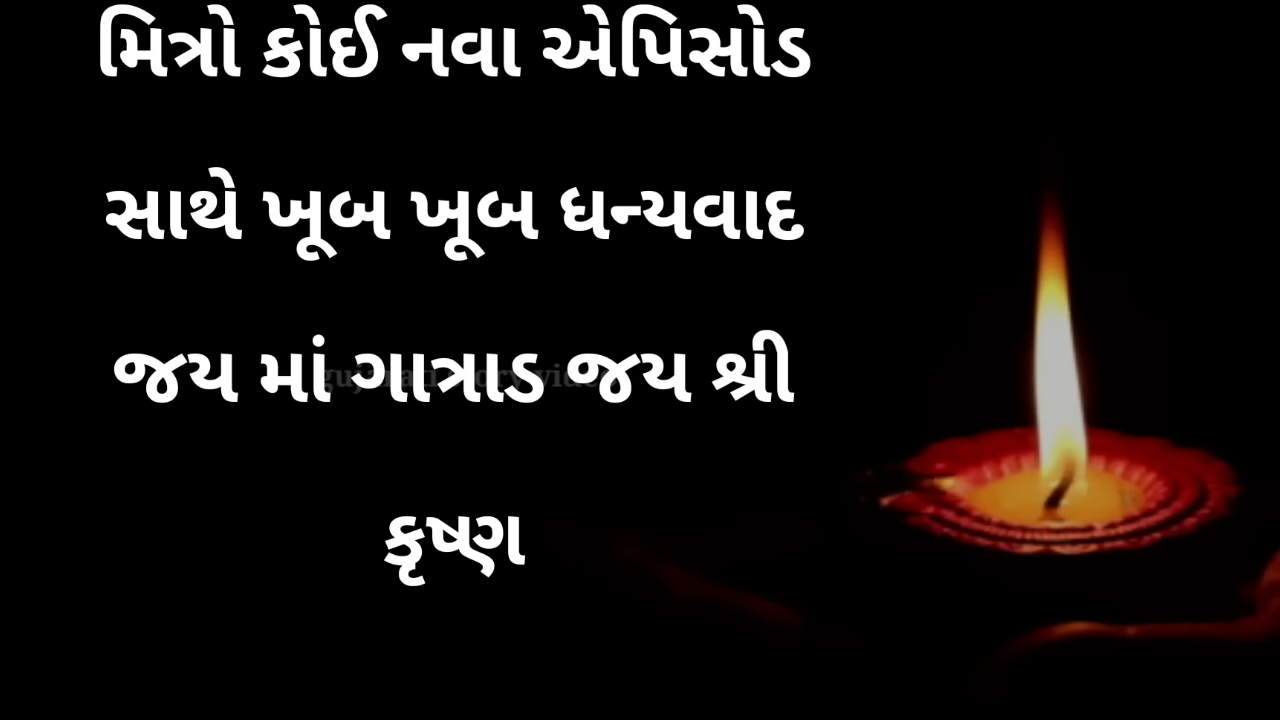 મિત્રો કોઈ નવા એપિસોડ
સાથે ખૂબ ખૂબ ધન્યવાદ
જય માં ગાત્રાડ જય શ્રી
કૃષ્ણ